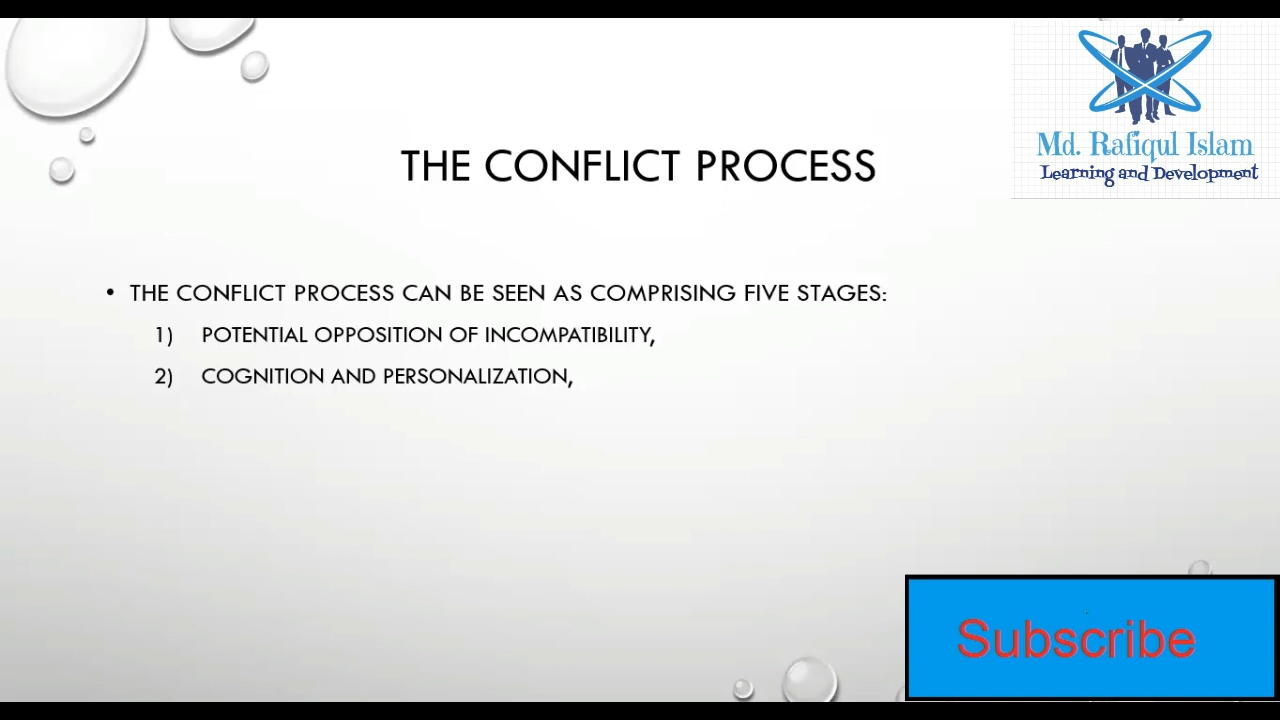 Md. Rafiqul Islam
Learning and Development
THE CONFLICT PROCESS
• THE CONFLICT PROCESS CAN BE SEEN AS COMPRISING FIVE STAGES:
1) POTENTIAL OPPOSITION OF INCOMPATIBILITY,
2) COGNITION AND PERSONALIZATION,
Subscribe